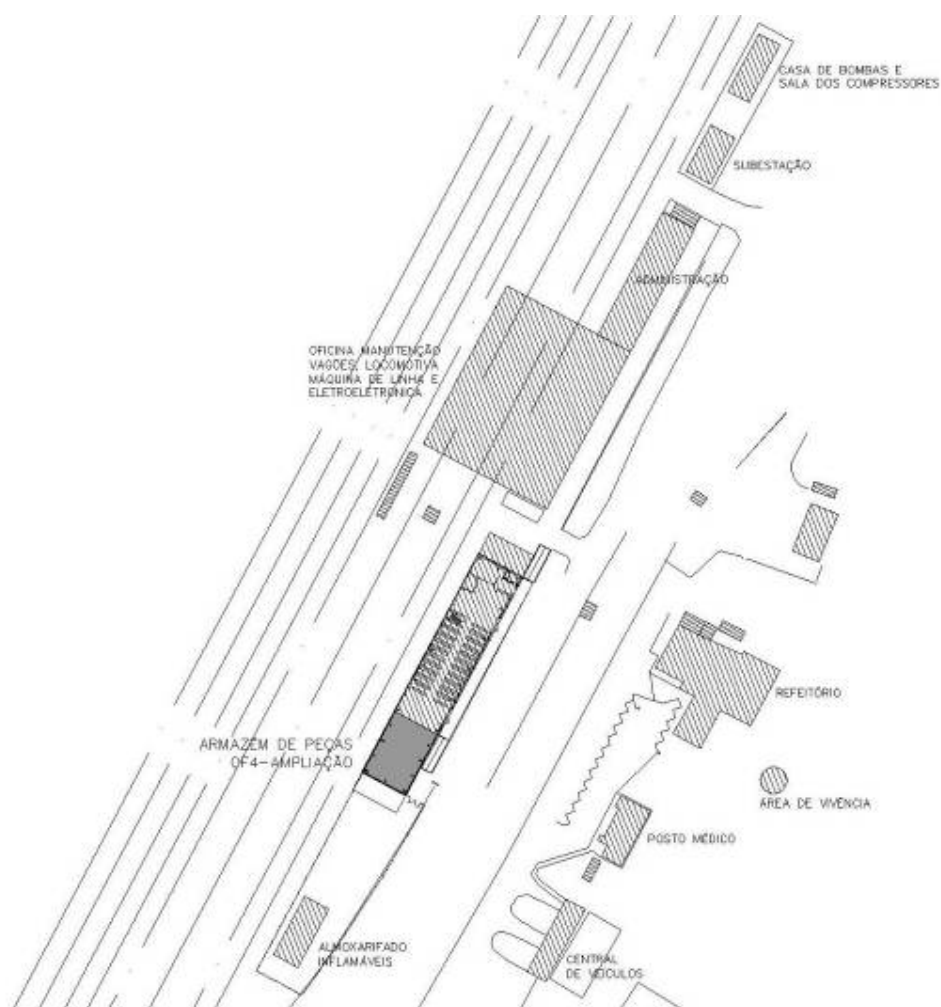 CASA DE BOMBAS E
SALA DOS COMPRESSORES
SUBESTAÇÃO
ADMINISTRAÇÃO
OFICINA MANUTENÇÃO
VAGÕES, LOCOMOTIVA
MÁQUINA DE LINHA E
ELETROELETRÔNICA
REFEITÓRIO
ARMAZÉM DE PEÇAS
OF4-AMPLIAÇÃO
ÁREA DE VIVÊNCIA
POSTO MÉDICO
ALMOXARIFADO
INFLAMÁVEIS
CENTRAL
DE VEÍCULOS